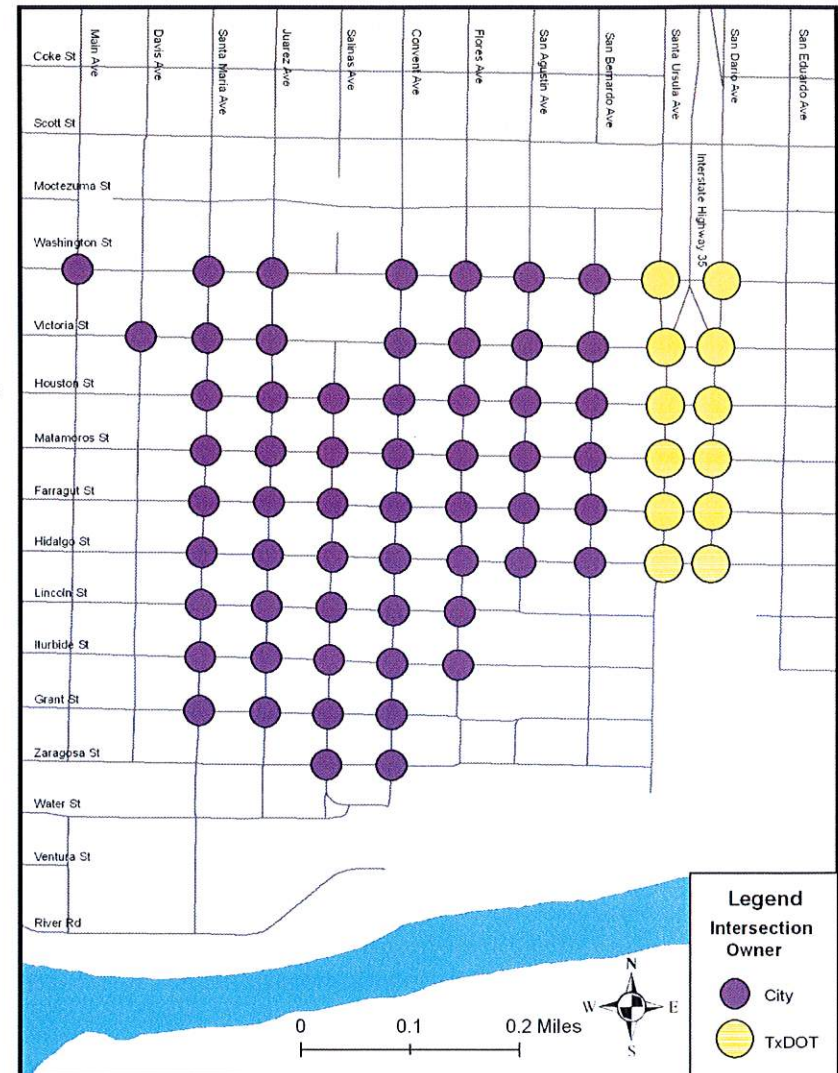 Main Ave
Davis Ave
Santa Maria Ave
Juarez Ave
Salinas Ave
Convent Ave
Flores Ave
San Agustin Ave
San Bernardo Ave
Santa Ursula Ave
San Dario Ave
San Eduardo Ave
Interstate Highway 35
Coke St
Scott St
Moctezuma St
Washington St
Victoria St
Houston St
Matamoros St
Farragut St
Hidalgo St
Lincoln St
Iturbide St
Grant St
Zaragosa St
Water St
Ventura St
River Rd
Legend
Intersection
Owner
City
TxDOT
N
W E
S
0 0.1 0.2 Miles